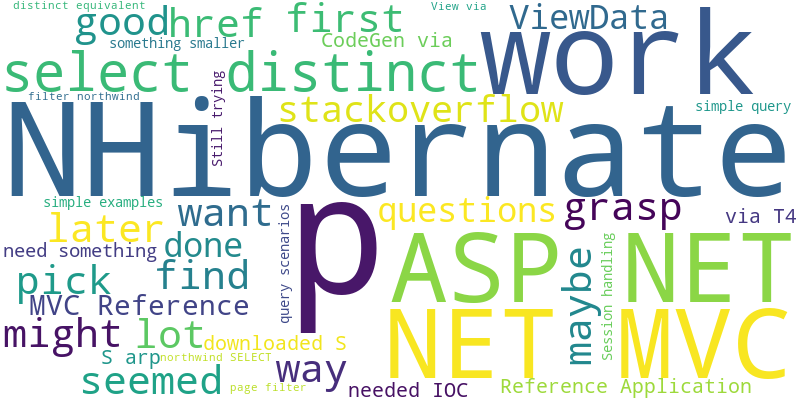 distinct equivalent
View via
good
href
first
ViewData
something smaller
CodeGen via
work
select distinct
Still trying
filter northwind
stackoverflow
simple query
NHibernate
simple examples
want
p
questions
grasp
via T4
later
query scenarios
need something
done
ASP NET
maybe
Session handling
pick
find
MVC Reference
NET MVC
might
lot
downloaded S
S arp
northwind SELECT
way
seemed
page filter
needed IOC
Reference Application